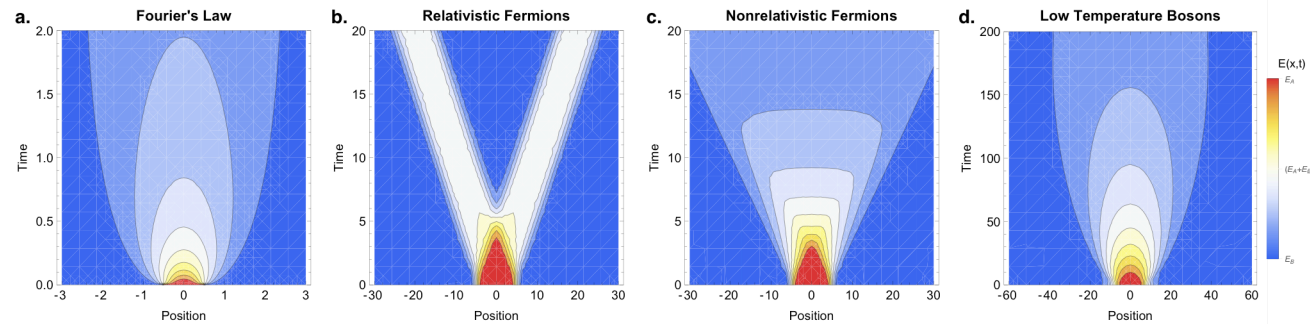 a. Fourier's Law
b. Relativistic Fermions
c. Nonrelativistic Fermions
d. Low Temperature Bosons
2.0
1.5
1.0
0.5
0.0
Time
-3 -2 -1 0 1 2 3
Position
20
15
10
5
0
Time
-30 -20 -10 0 10 20 30
Position
20
15
10
5
0
Time
-30 -20 -10 0 10 20 30
Position
200
150
100
50
0
Time
-60 -40 -20 0 20 40 60
Position
E(x,t)
E_A
(E_A+E_B
E_B